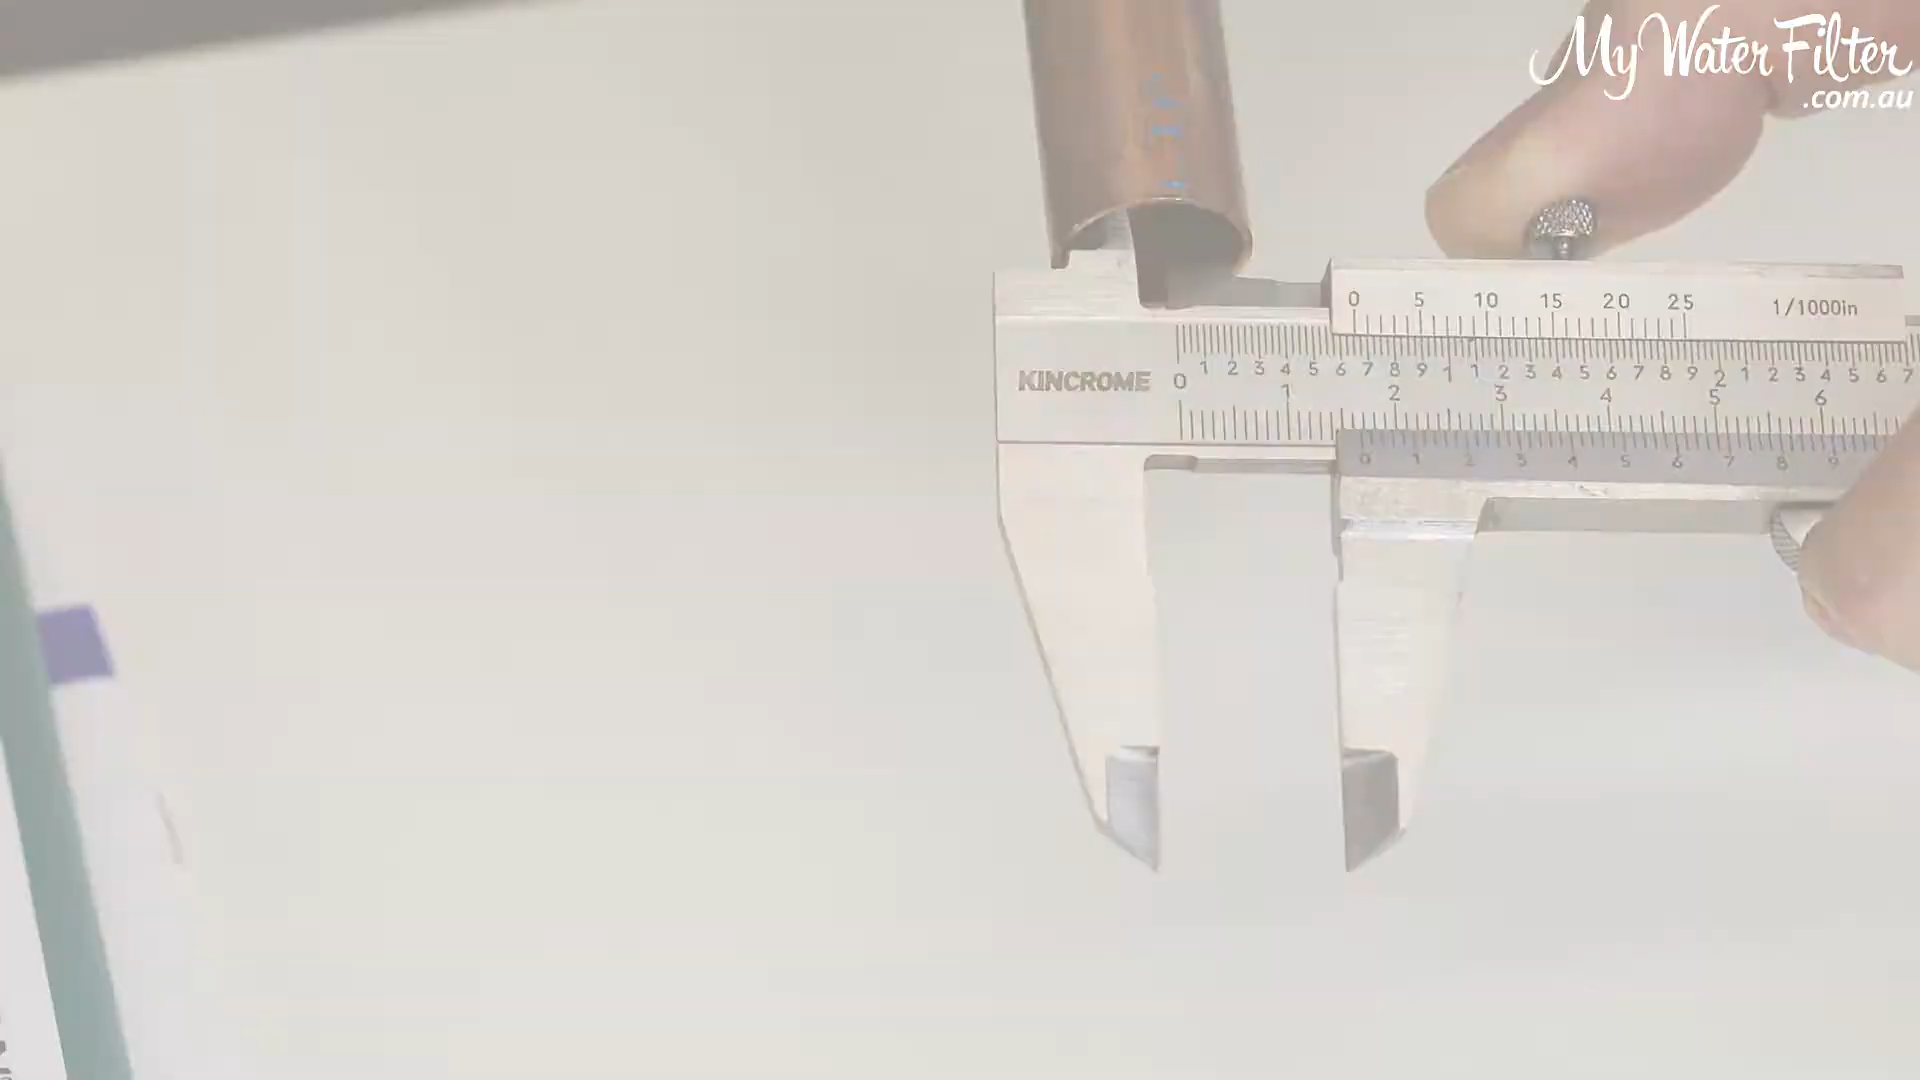 My Water Filter
.com.au
0 5 10 15 20 25 1/1000in
1 2 3 4 5 6 7 8 9 1 1 2 3 4 5 6 7 8 9 2 1 2 3 4 5 6 7
KINCROME 0 1 2 3 4 5 6
0 1 2 3 4 5 6 7 8 9